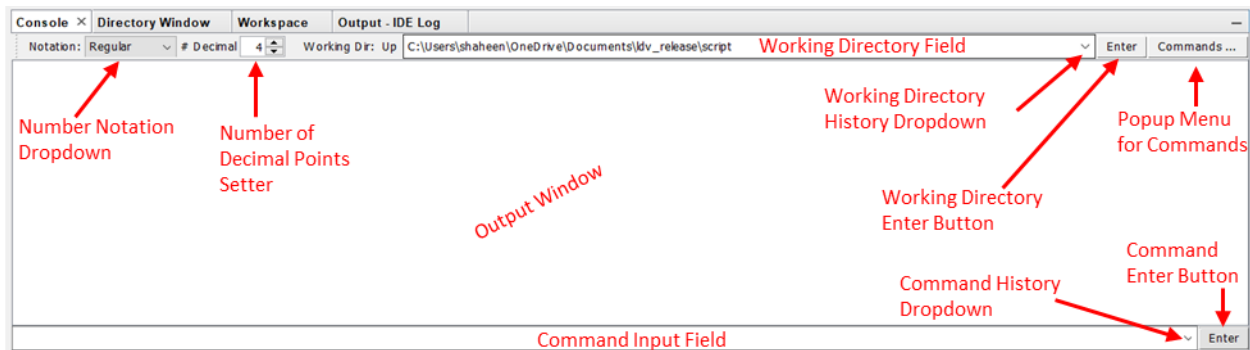 Console × Directory Window Workspace Output - IDE Log
Notation: Regular # Decimal 4 Working Dir: Up C:\Users\shaheen\OneDrive\Documents\ldv_release\script Working Directory Field Enter Commands ...
Number Notation
Dropdown
Number of
Decimal Points
Setter
Working Directory
History Dropdown
Popup Menu
for Commands
Output Window
Working Directory
Enter Button
Command
Enter Button
Command History
Dropdown
Command Input Field Enter